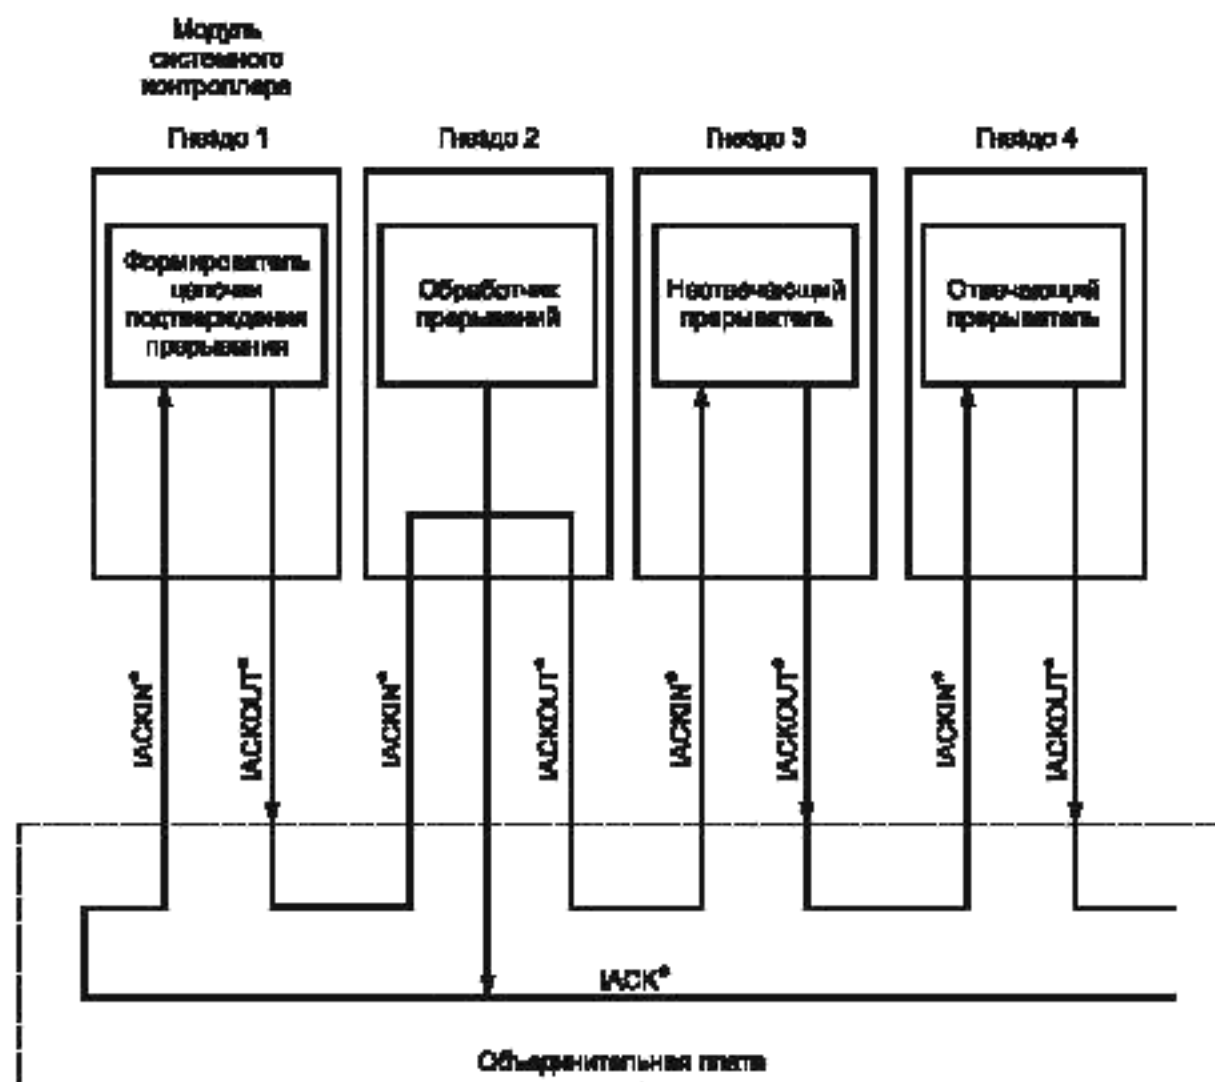 Модуль
системного
контроллера
Гнездо 1
Гнездо 2
Гнездо 3
Гнездо 4
Формирователь
цепочки
подтверждения
прерывания
Обработчик
прерываний
Неотвечающий
прерыватель
Отвечающий
прерыватель
IACKIN*
IACKOUT*
IACKIN*
IACKOUT*
IACKIN*
IACKOUT*
IACKIN*
IACKOUT*
IACK*
Объединительная плата